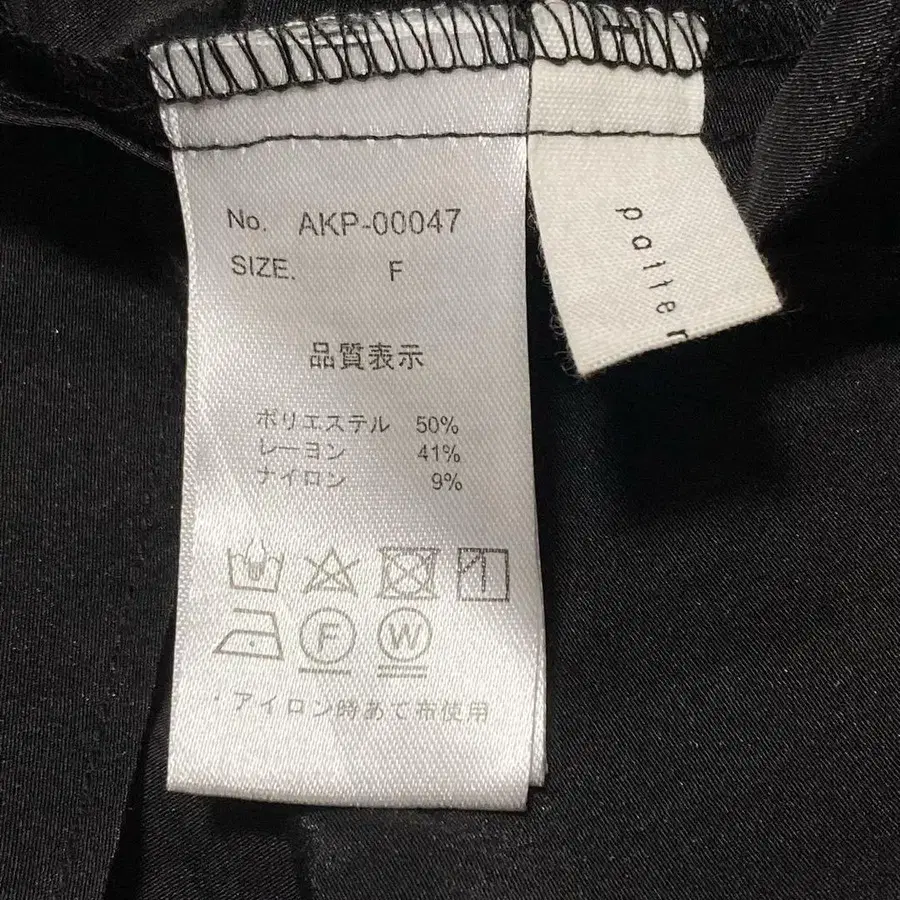 No. AKP-00047
SIZE. F
品質表示
ポリエステル 50%
レーヨン 41%
ナイロン 9%
F W
・アイロン時あて布使用
patter